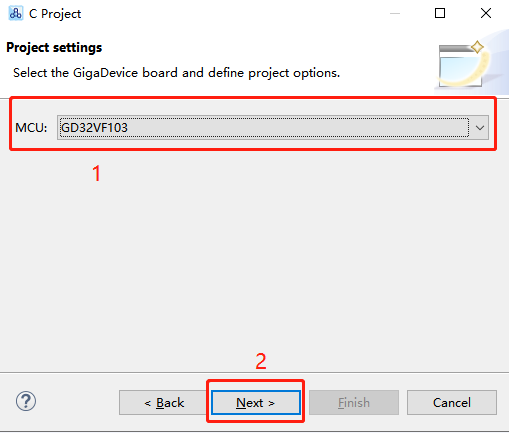 C Project
Project settings
Select the GigaDevice board and define project options.
MCU: GD32VF103
1
2
? < Back Next > Finish Cancel